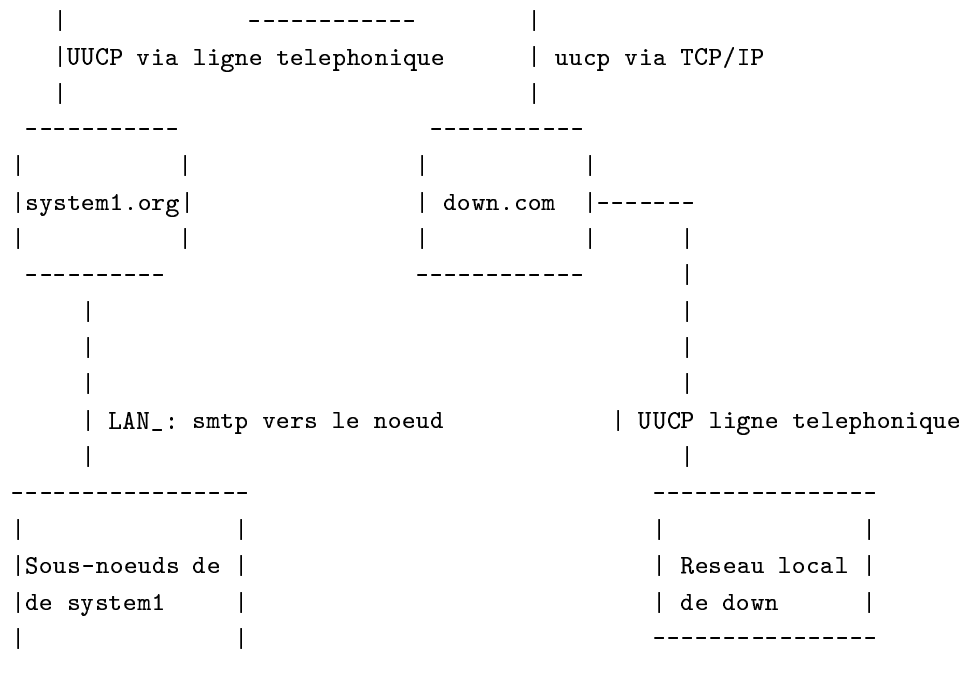 UUCP via ligne telephonique uucp via TCP/IP
system1.org down.com
LAN_: smtp vers le noeud UUCP ligne telephonique
Sous-noeuds de Reseau local
de system1 de down